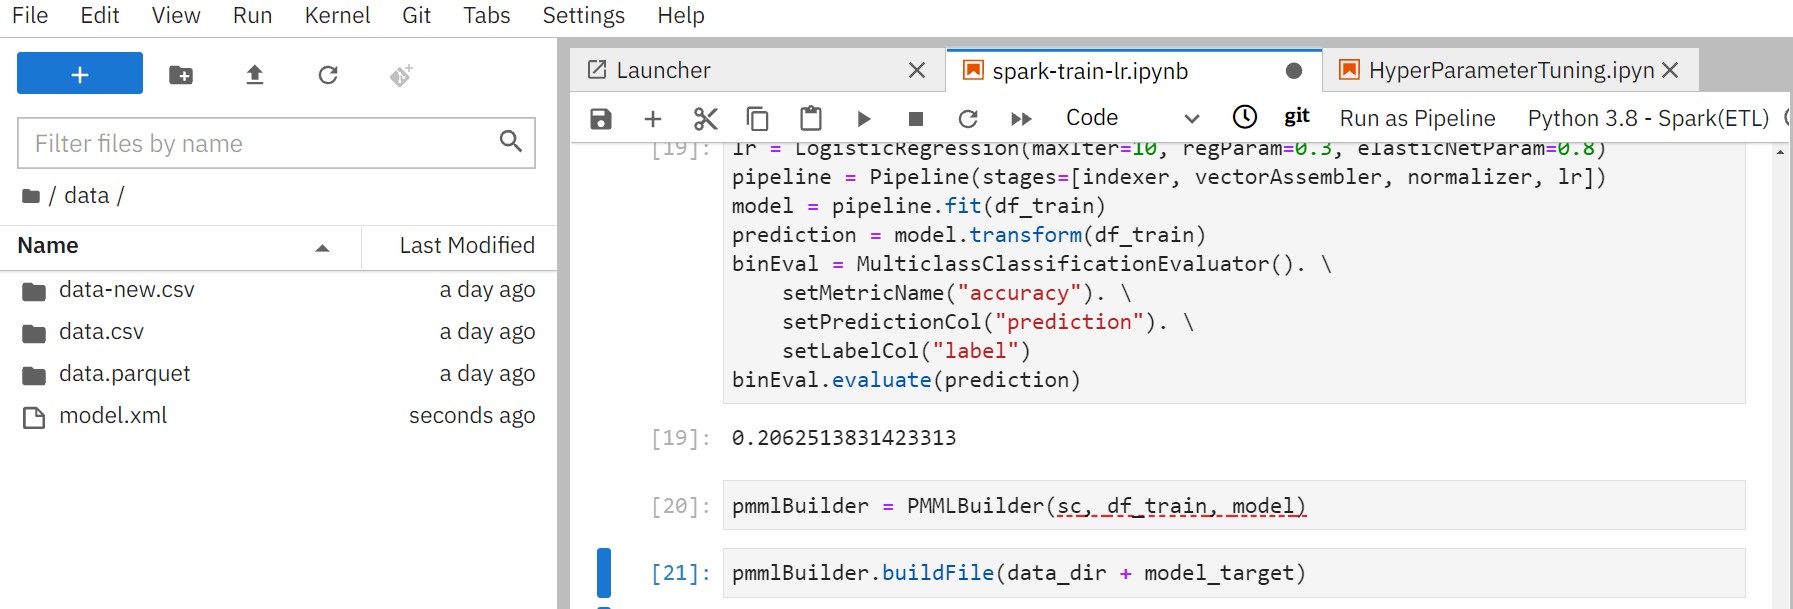 File Edit View Run Kernel Git Tabs Settings Help
+
Filter files by name
/ data /
Name Last Modified
data-new.csv a day ago
data.csv a day ago
data.parquet a day ago
model.xml seconds ago
Launcher
spark-train-lr.ipynb
HyperParameterTuning.ipyn
Code git Run as Pipeline Python 3.8 - Spark(ETL)
[19]: lr = LogisticRegression(maxIter=10, regParam=0.3, elasticNetParam=0.8)
pipeline = Pipeline(stages=[indexer, vectorAssembler, normalizer, lr])
model = pipeline.fit(df_train)
prediction = model.transform(df_train)
binEval = MulticlassClassificationEvaluator(). \
    setMetricName("accuracy"). \
    setPredictionCol("prediction"). \
    setLabelCol("label")
binEval.evaluate(prediction)
[19]: 0.2062513831423313
[20]: pmmlBuilder = PMMLBuilder(sc, df_train, model)
[21]: pmmlBuilder.buildFile(data_dir + model_target)